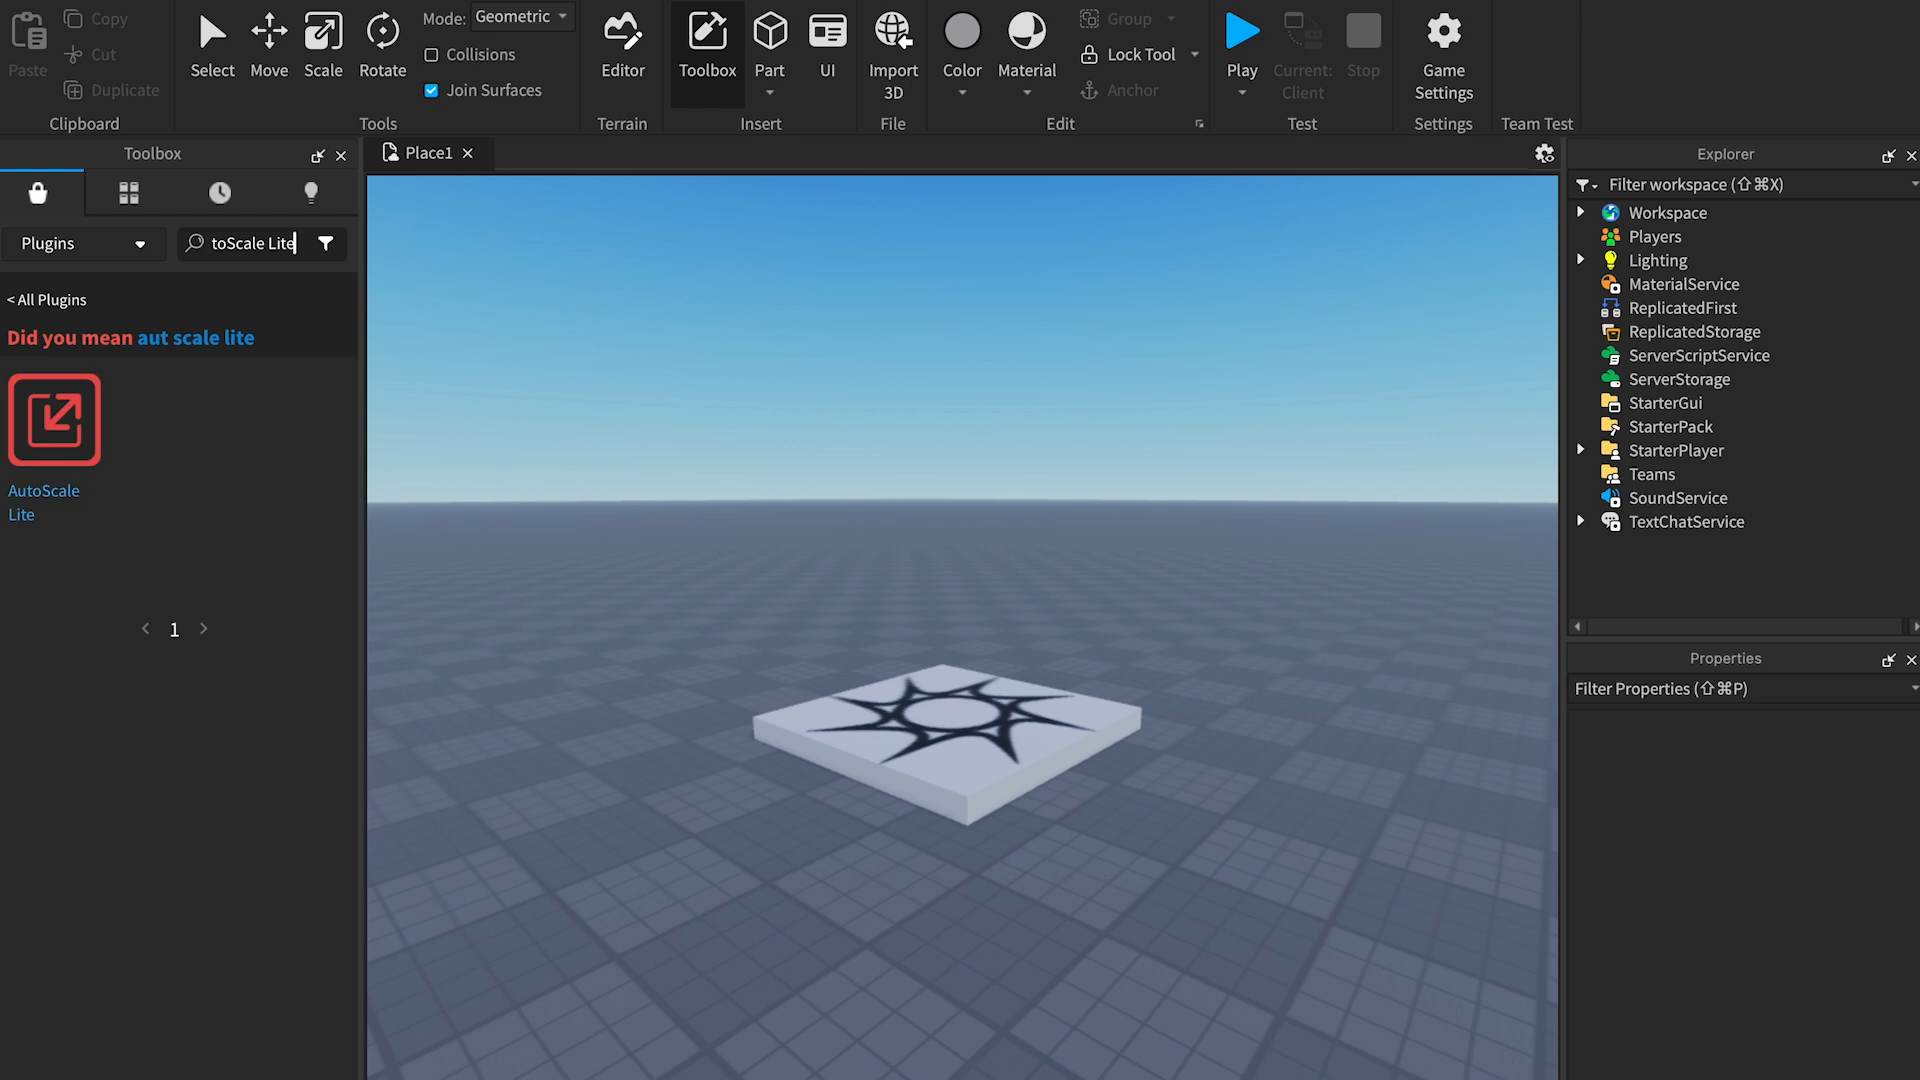 Paste
Copy
Cut
Duplicate
Clipboard
Select
Move
Scale
Rotate
Mode: Geometric
Collisions
Join Surfaces
Tools
Editor
Terrain
Toolbox
Part
UI
Insert
Import
3D
File
Color
Material
Group
Lock Tool
Anchor
Edit
Play
Current:
Client
Stop
Test
Game
Settings
Settings
Team Test
Toolbox
Plugins
toScale Lite
< All Plugins
Did you mean aut scale lite
AutoScale
Lite
1
Place1
Explorer
Filter workspace (⇧⌘X)
Workspace
Players
Lighting
MaterialService
ReplicatedFirst
ReplicatedStorage
ServerScriptService
ServerStorage
StarterGui
StarterPack
StarterPlayer
Teams
SoundService
TextChatService
Properties
Filter Properties (⇧⌘P)